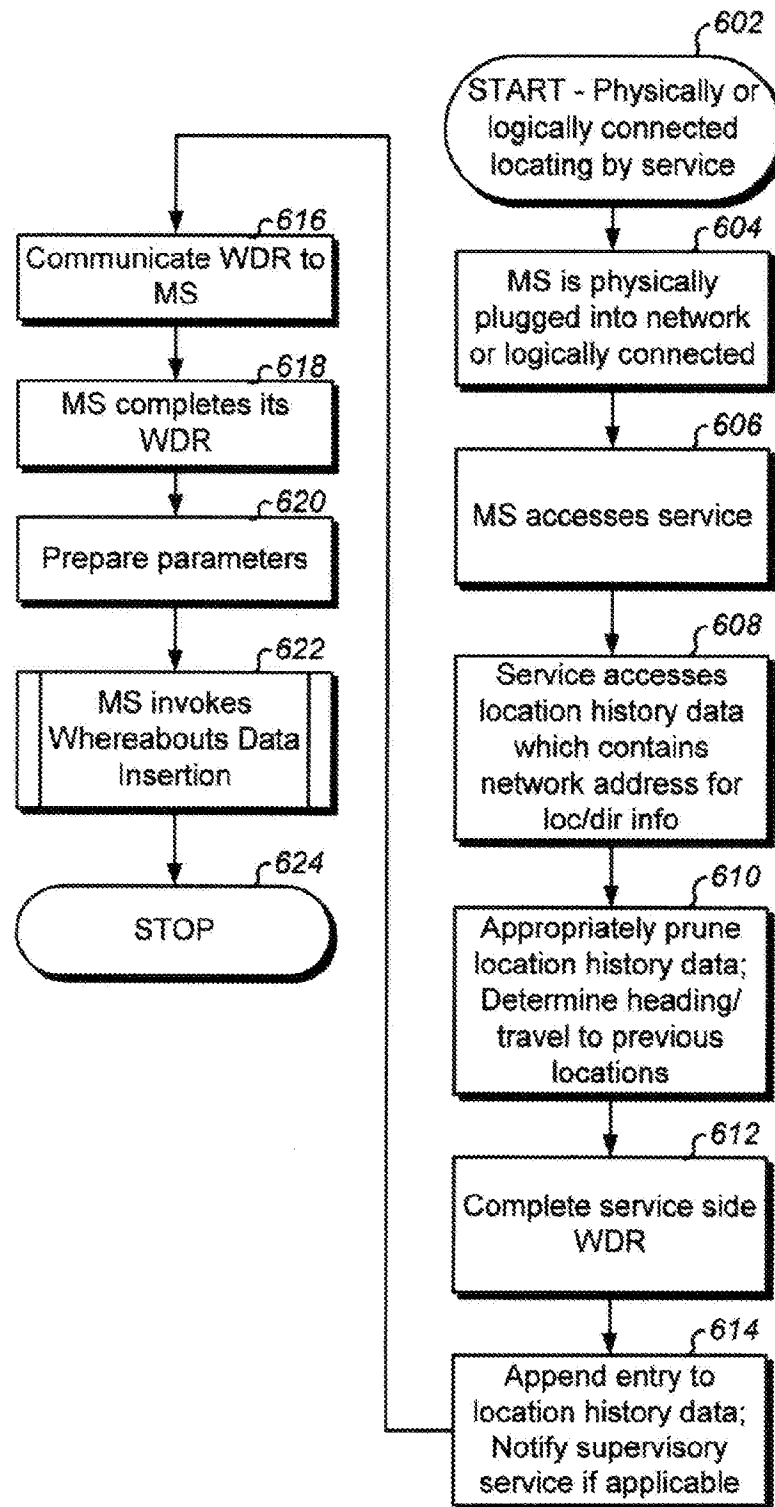 602
START - Physically or
logically connected
locating by service
604
MS is physically
plugged into network
or logically connected
606
MS accesses service
608
Service accesses
location history data
which contains
network address for
loc/dir info
610
Appropriately prune
location history data;
Determine heading/
travel to previous
locations
612
Complete service side
WDR
614
Append entry to
location history data;
Notify supervisory
service if applicable
616
Communicate WDR to
MS
618
MS completes its
WDR
620
Prepare parameters
622
MS invokes
Whereabouts Data
Insertion
624
STOP